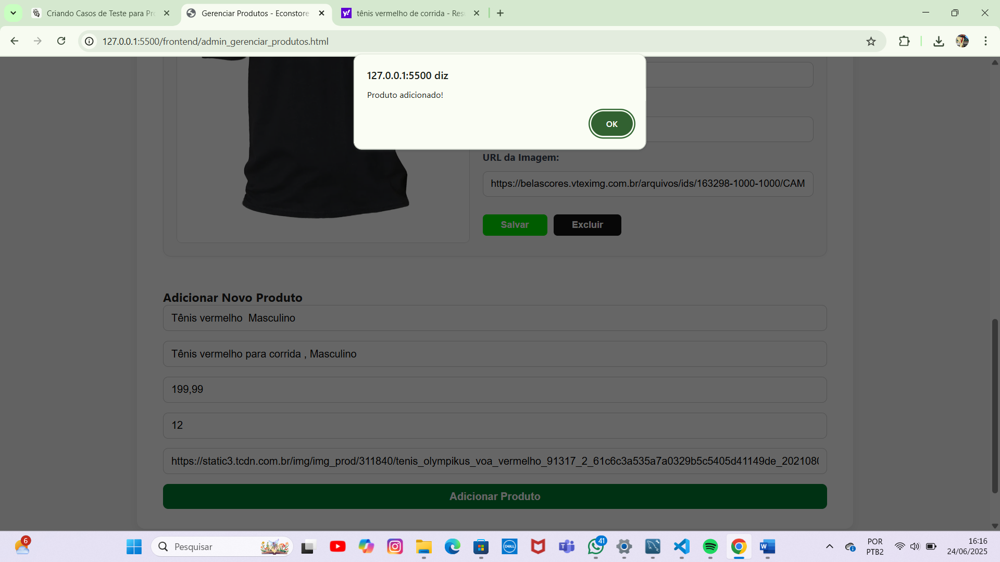 Criando Casos de Teste para Pro
Gerenciar Produtos - Econstore
tênis vermelho de corrida - Res
127.0.0.1:5500/frontend/admin_gerenciar_produtos.html
127.0.0.1:5500 diz
Produto adicionado!
OK
URL da Imagem:
https://belascores.vteximg.com.br/arquivos/ids/163298-1000-1000/CAM
Salvar
Excluir
Adicionar Novo Produto
Tênis vermelho  Masculino
Tênis vermelho para corrida , Masculino
199,99
12
https://static3.tcdn.com.br/img/img_prod/311840/tenis_olympikus_voa_vermelho_91317_2_61c6c3a535a7a0329b5c5405d41149de_2021080
Adicionar Produto
6
Pesquisar
DELL
41
POR
PTB2
16:16
24/06/2025